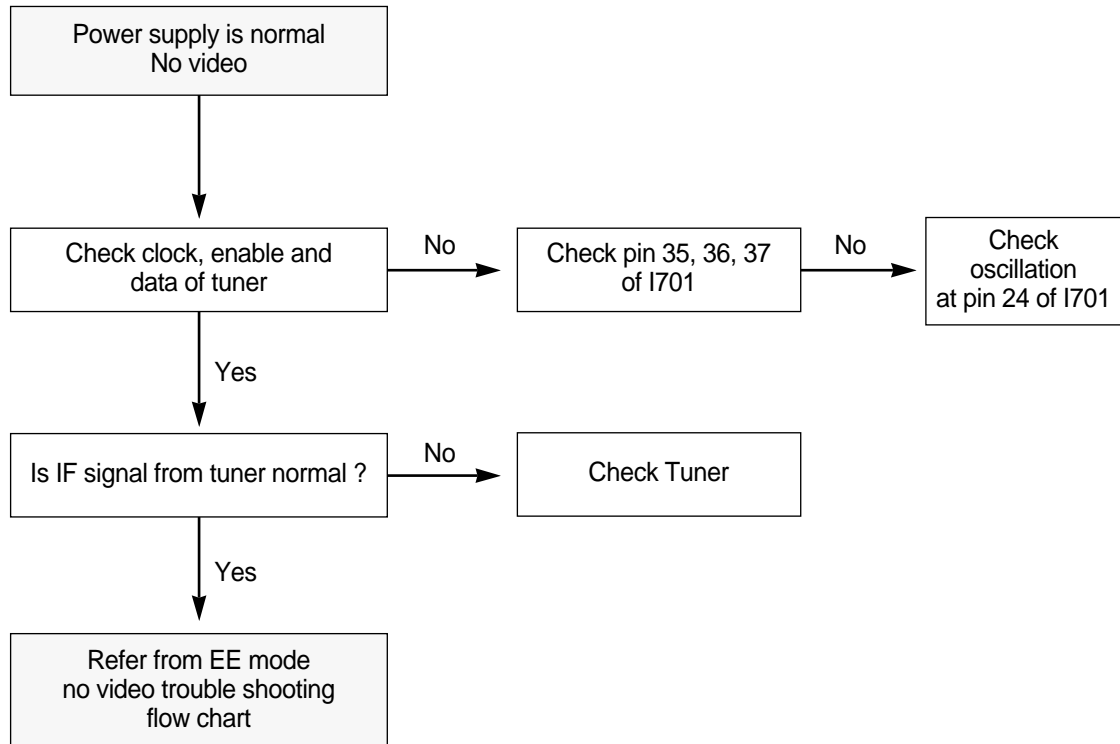 Power supply is normal
No video
Check clock, enable and
data of tuner
No
Check pin 35, 36, 37
of I701
No
Check
oscillation
at pin 24 of I701
Yes
Is IF signal from tuner normal ?
No
Check Tuner
Yes
Refer from EE mode
no video trouble shooting
flow chart